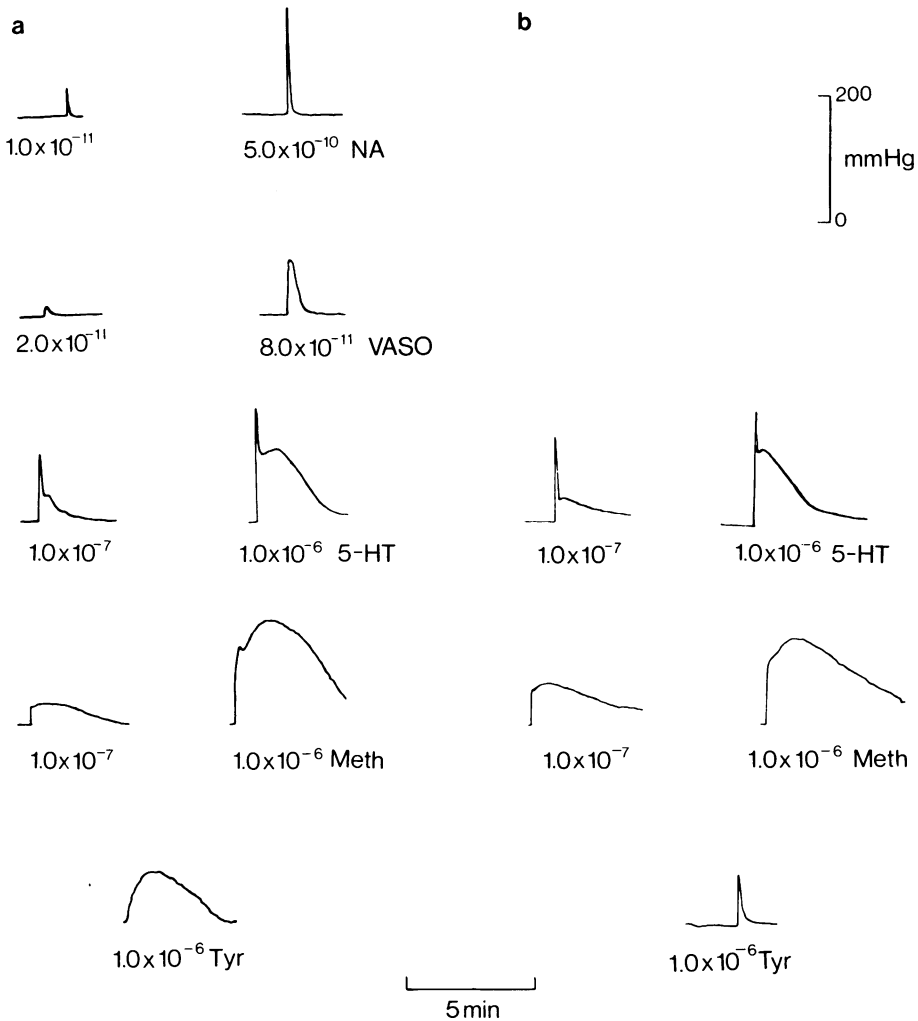 a
b
1.0x10⁻¹¹
5.0x10⁻¹⁰ NA
200
mmHg
0
2.0x10⁻¹¹
8.0x10⁻¹¹ VASO
1.0x10⁻⁷
1.0x10⁻⁶ 5-HT
1.0x10⁻⁷
1.0x10⁻⁶ 5-HT
1.0x10⁻⁷
1.0x10⁻⁶ Meth
1.0x10⁻⁷
1.0x10⁻⁶ Meth
1.0x10⁻⁶ Tyr
1.0x10⁻⁶ Tyr
5 min